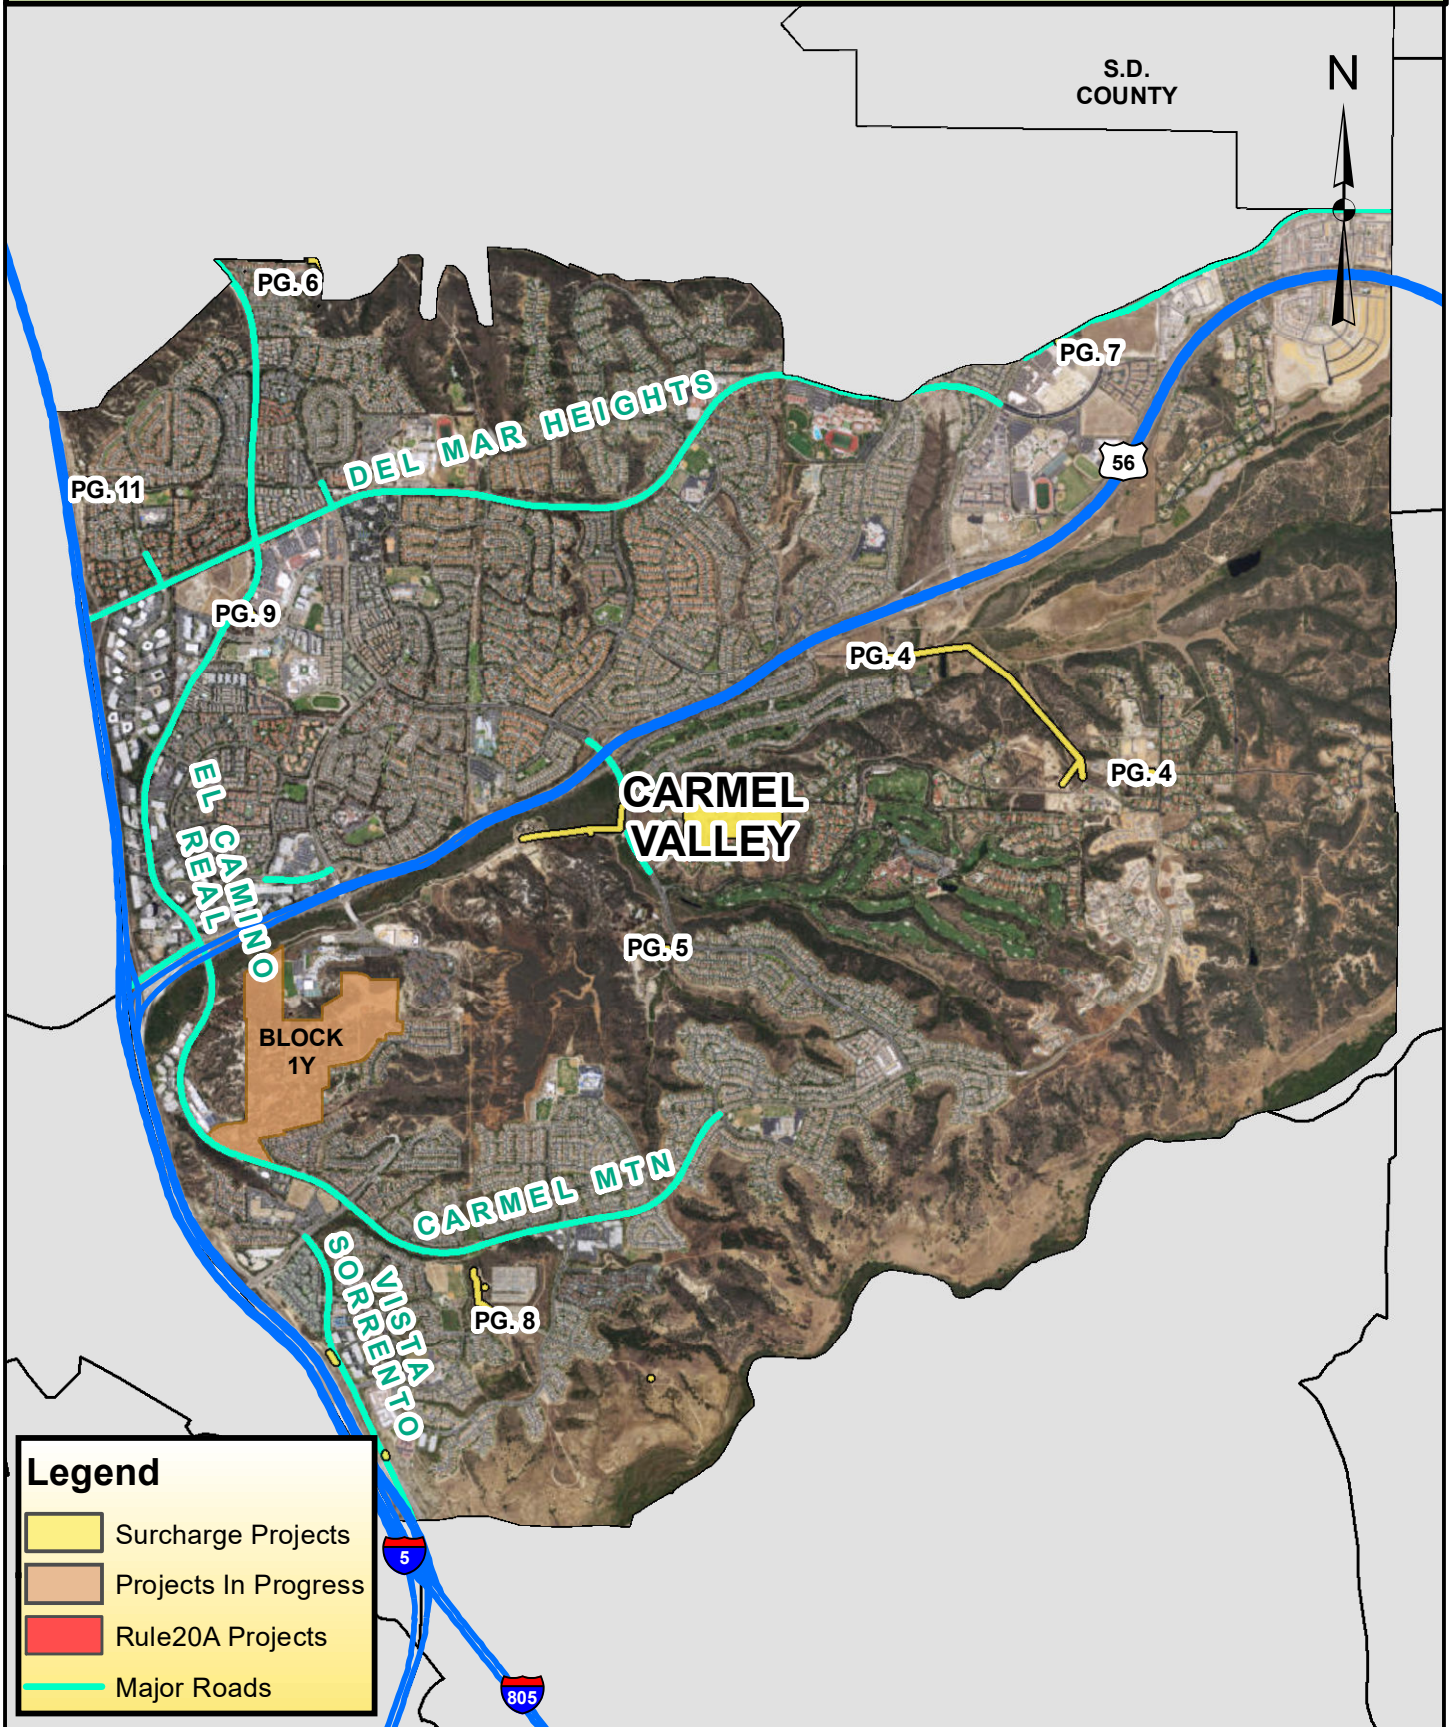 S.D.
COUNTY
N
PG. 6
PG. 7
DEL MAR HEIGHTS
56
PG. 11
PG. 9
PG. 4
PG. 4
EL CAMINO
REAL
CARMEL
VALLEY
PG. 5
BLOCK
1Y
CARMEL MTN
VISTA
SORRENTO
PG. 8
Legend
Surcharge Projects
Projects In Progress
Rule20A Projects
Major Roads
5
805